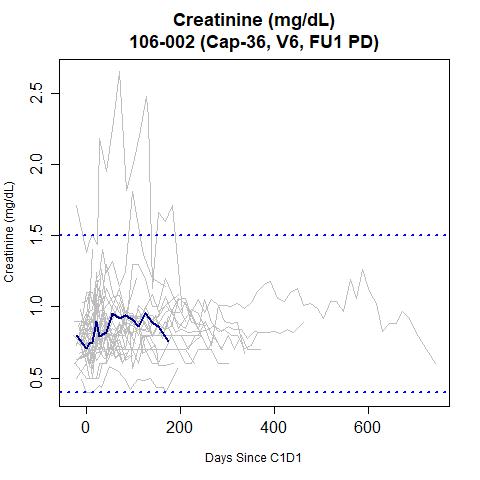 Creatinine (mg/dL)
106-002 (Cap-36, V6, FU1 PD)
Creatinine (mg/dL)
2.5
2.0
1.5
1.0
0.5
0 200 400 600
Days Since C1D1